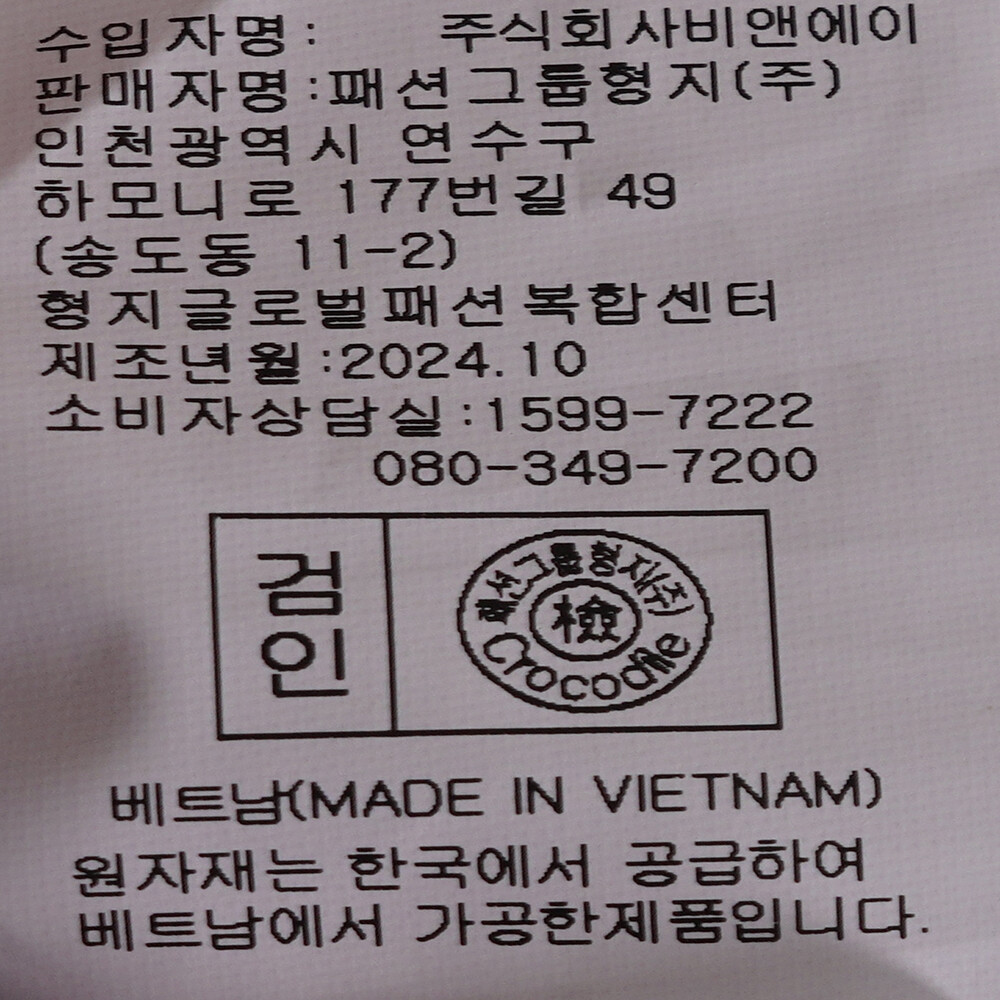 수입자명: 주식회사비앤에이
판매자명:패션그룹형지(주)
인천광역시 연수구
하모니로 177번길 49
(송도동 11-2)
형지글로벌패션복합센터
제조년월:2024.10
소비자상담실:1599-7222
080-349-7200
검인
패션그룹형지(주)
檢
Crocodile
베트남(MADE IN VIETNAM)
원자재는 한국에서 공급하여
베트남에서 가공한제품입니다.